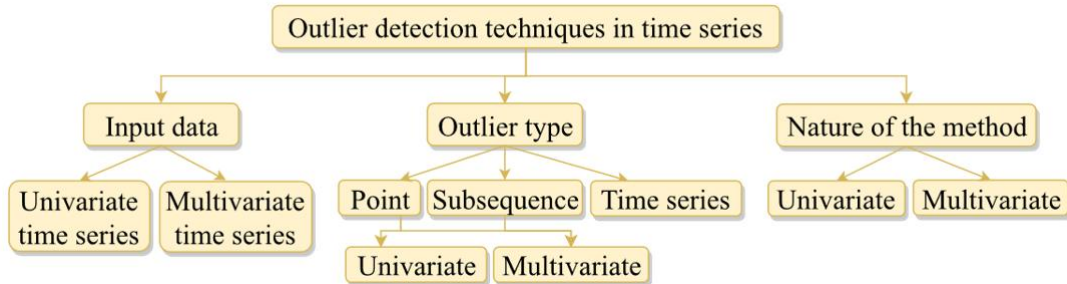 Outlier detection techniques in time series
Input data
Outlier type
Nature of the method
Univariate
time series
Multivariate
time series
Point
Subsequence
Time series
Univariate
Multivariate
Univariate
Multivariate